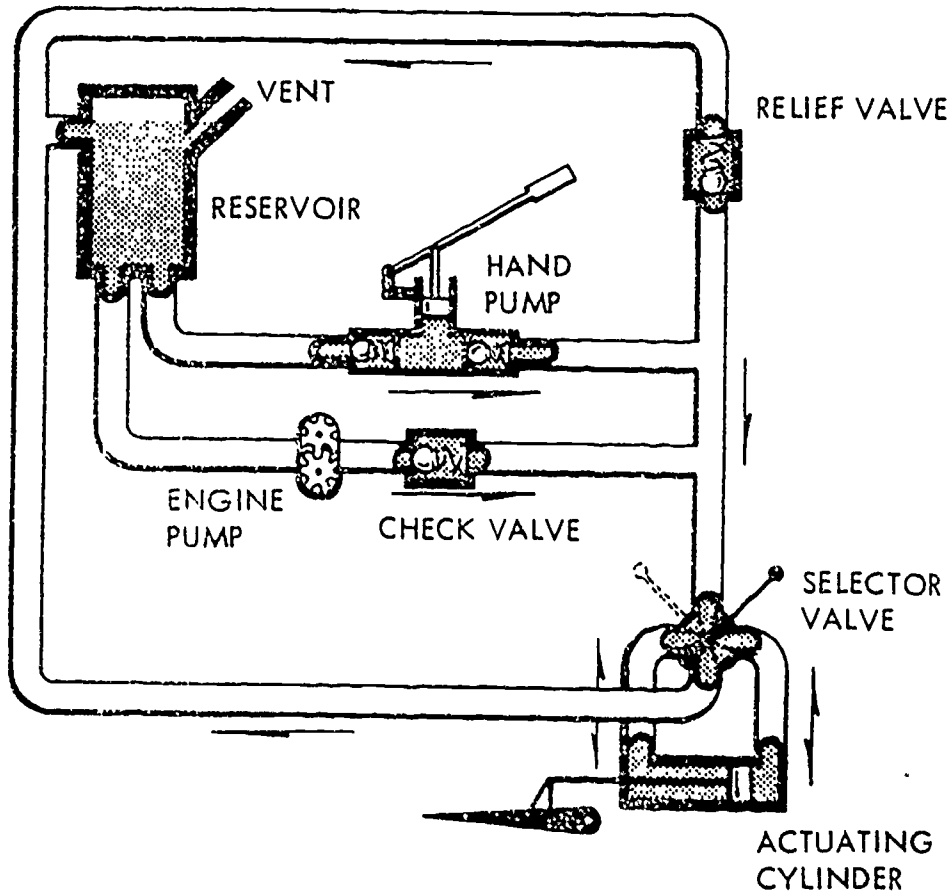 VENT
RELIEF VALVE
RESERVOIR
HAND
PUMP
ENGINE
PUMP
CHECK VALVE
SELECTOR
VALVE
ACTUATING
CYLINDER